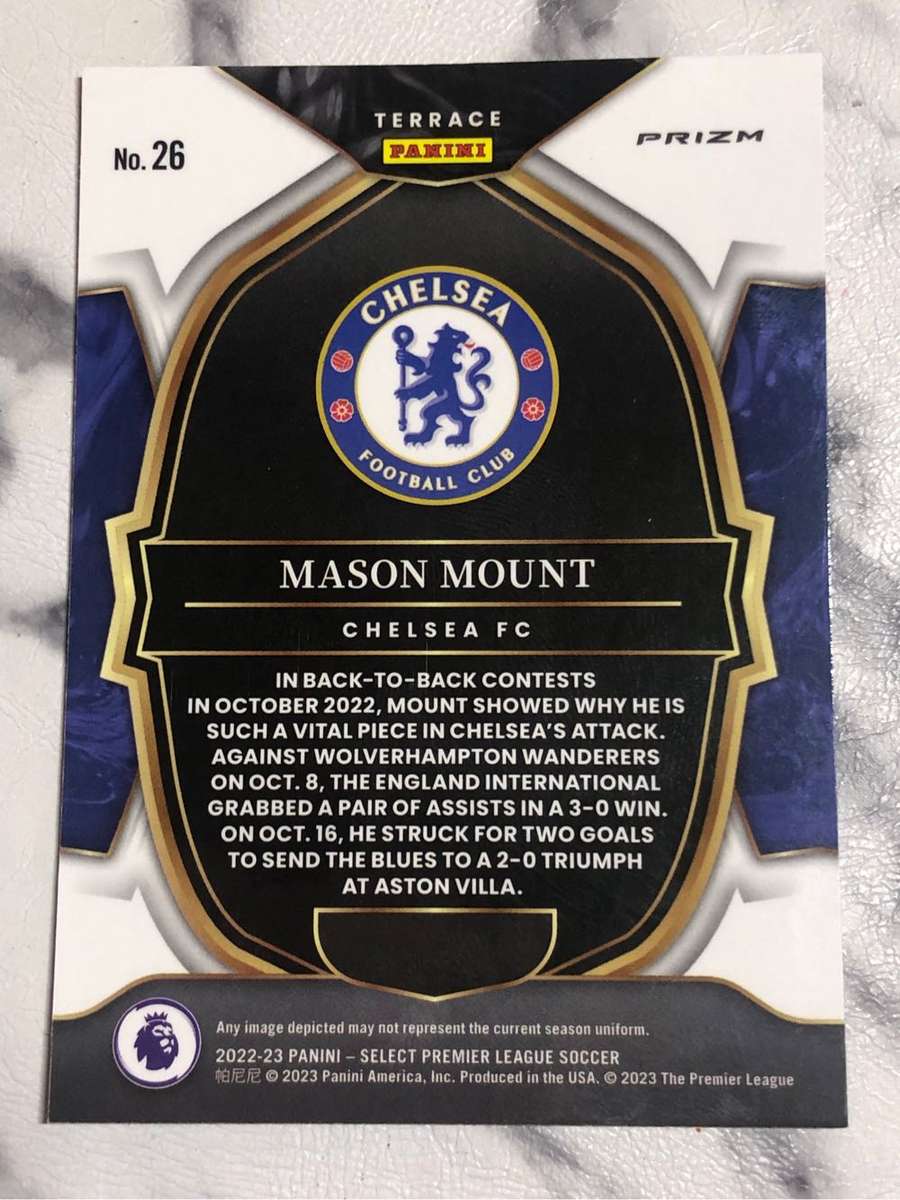 TERRACE
PANINI
No. 26
PRIZM
CHELSEA
FOOTBALL CLUB
MASON MOUNT
CHELSEA FC
IN BACK-TO-BACK CONTESTS
IN OCTOBER 2022, MOUNT SHOWED WHY HE IS
SUCH A VITAL PIECE IN CHELSEA'S ATTACK.
AGAINST WOLVERHAMPTON WANDERERS
ON OCT. 8, THE ENGLAND INTERNATIONAL
GRABBED A PAIR OF ASSISTS IN A 3-0 WIN.
ON OCT. 16, HE STRUCK FOR TWO GOALS
TO SEND THE BLUES TO A 2-0 TRIUMPH
AT ASTON VILLA.
Any image depicted may not represent the current season uniform.
2022-23 PANINI – SELECT PREMIER LEAGUE SOCCER
帕尼尼 © 2023 Panini America, Inc. Produced in the USA. © 2023 The Premier League